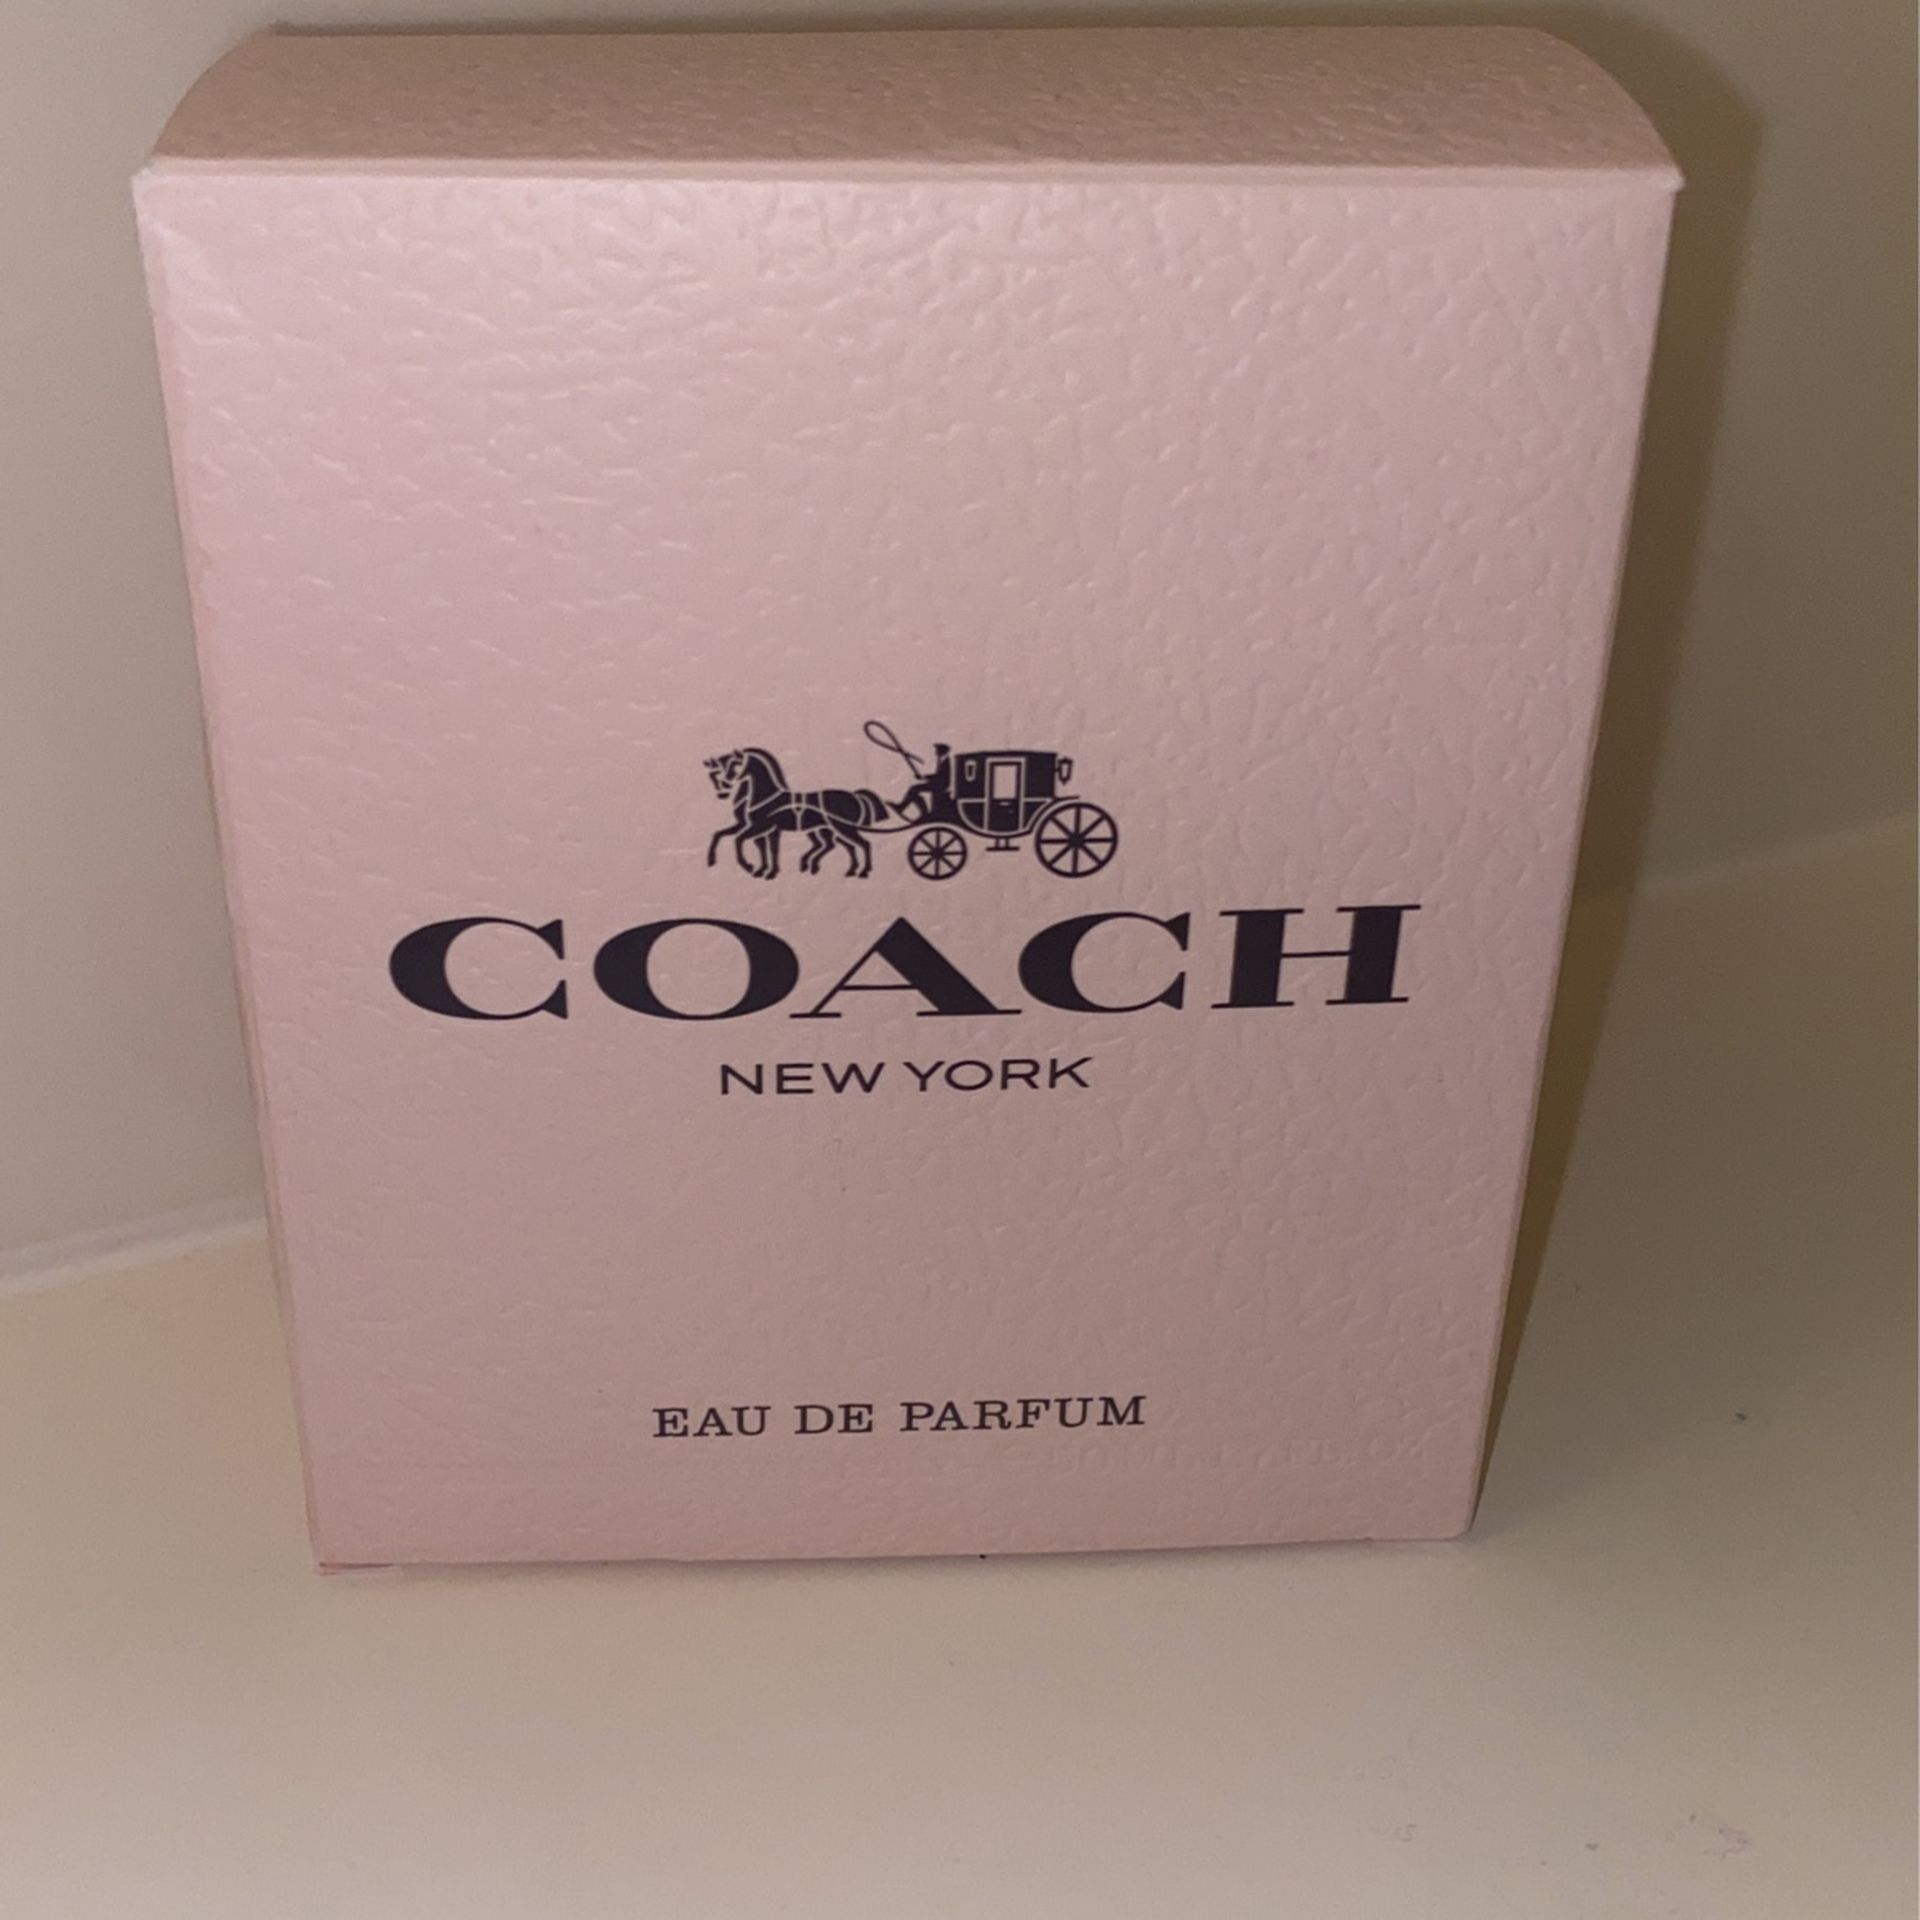 COACH
NEW YORK
EAU DE PARFUM